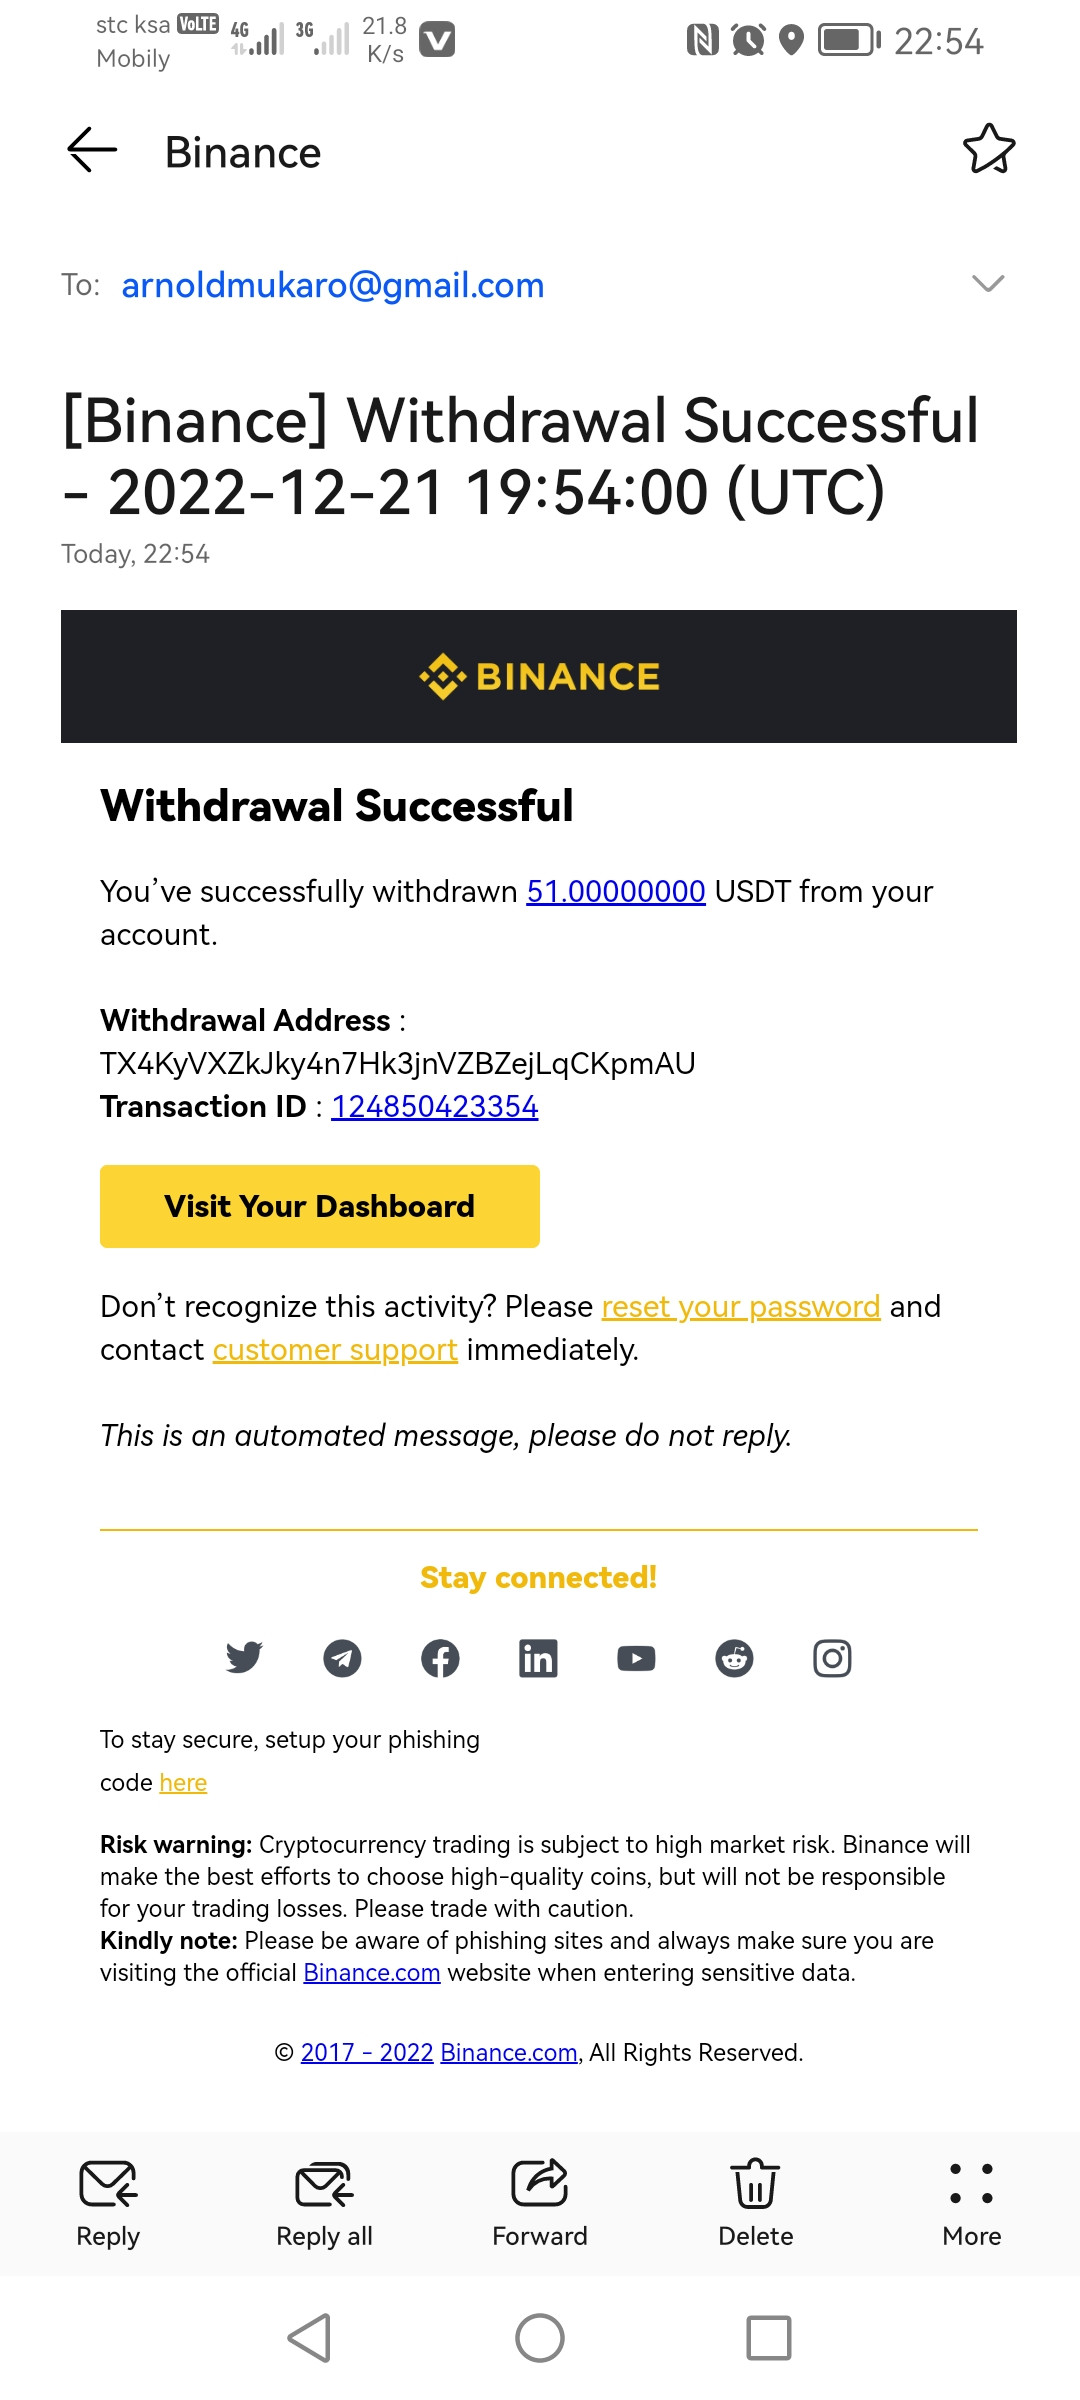 stc ksa VoLTE 4G 3G 21.8 22:54
Mobily K/s
Binance
To: arnoldmukaro@gmail.com
[Binance] Withdrawal Successful
- 2022-12-21 19:54:00 (UTC)
Today, 22:54
BINANCE
Withdrawal Successful
You've successfully withdrawn 51.00000000 USDT from your
account.
Withdrawal Address :
TX4KyVXZkJky4n7Hk3jnVZBZejLqCKpmAU
Transaction ID : 124850423354
Visit Your Dashboard
Don't recognize this activity? Please reset your password and
contact customer support immediately.
This is an automated message, please do not reply.
Stay connected!
To stay secure, setup your phishing
code here
Risk warning: Cryptocurrency trading is subject to high market risk. Binance will
make the best efforts to choose high-quality coins, but will not be responsible
for your trading losses. Please trade with caution.
Kindly note: Please be aware of phishing sites and always make sure you are
visiting the official Binance.com website when entering sensitive data.
© 2017 - 2022 Binance.com, All Rights Reserved.
Reply Reply all Forward Delete More